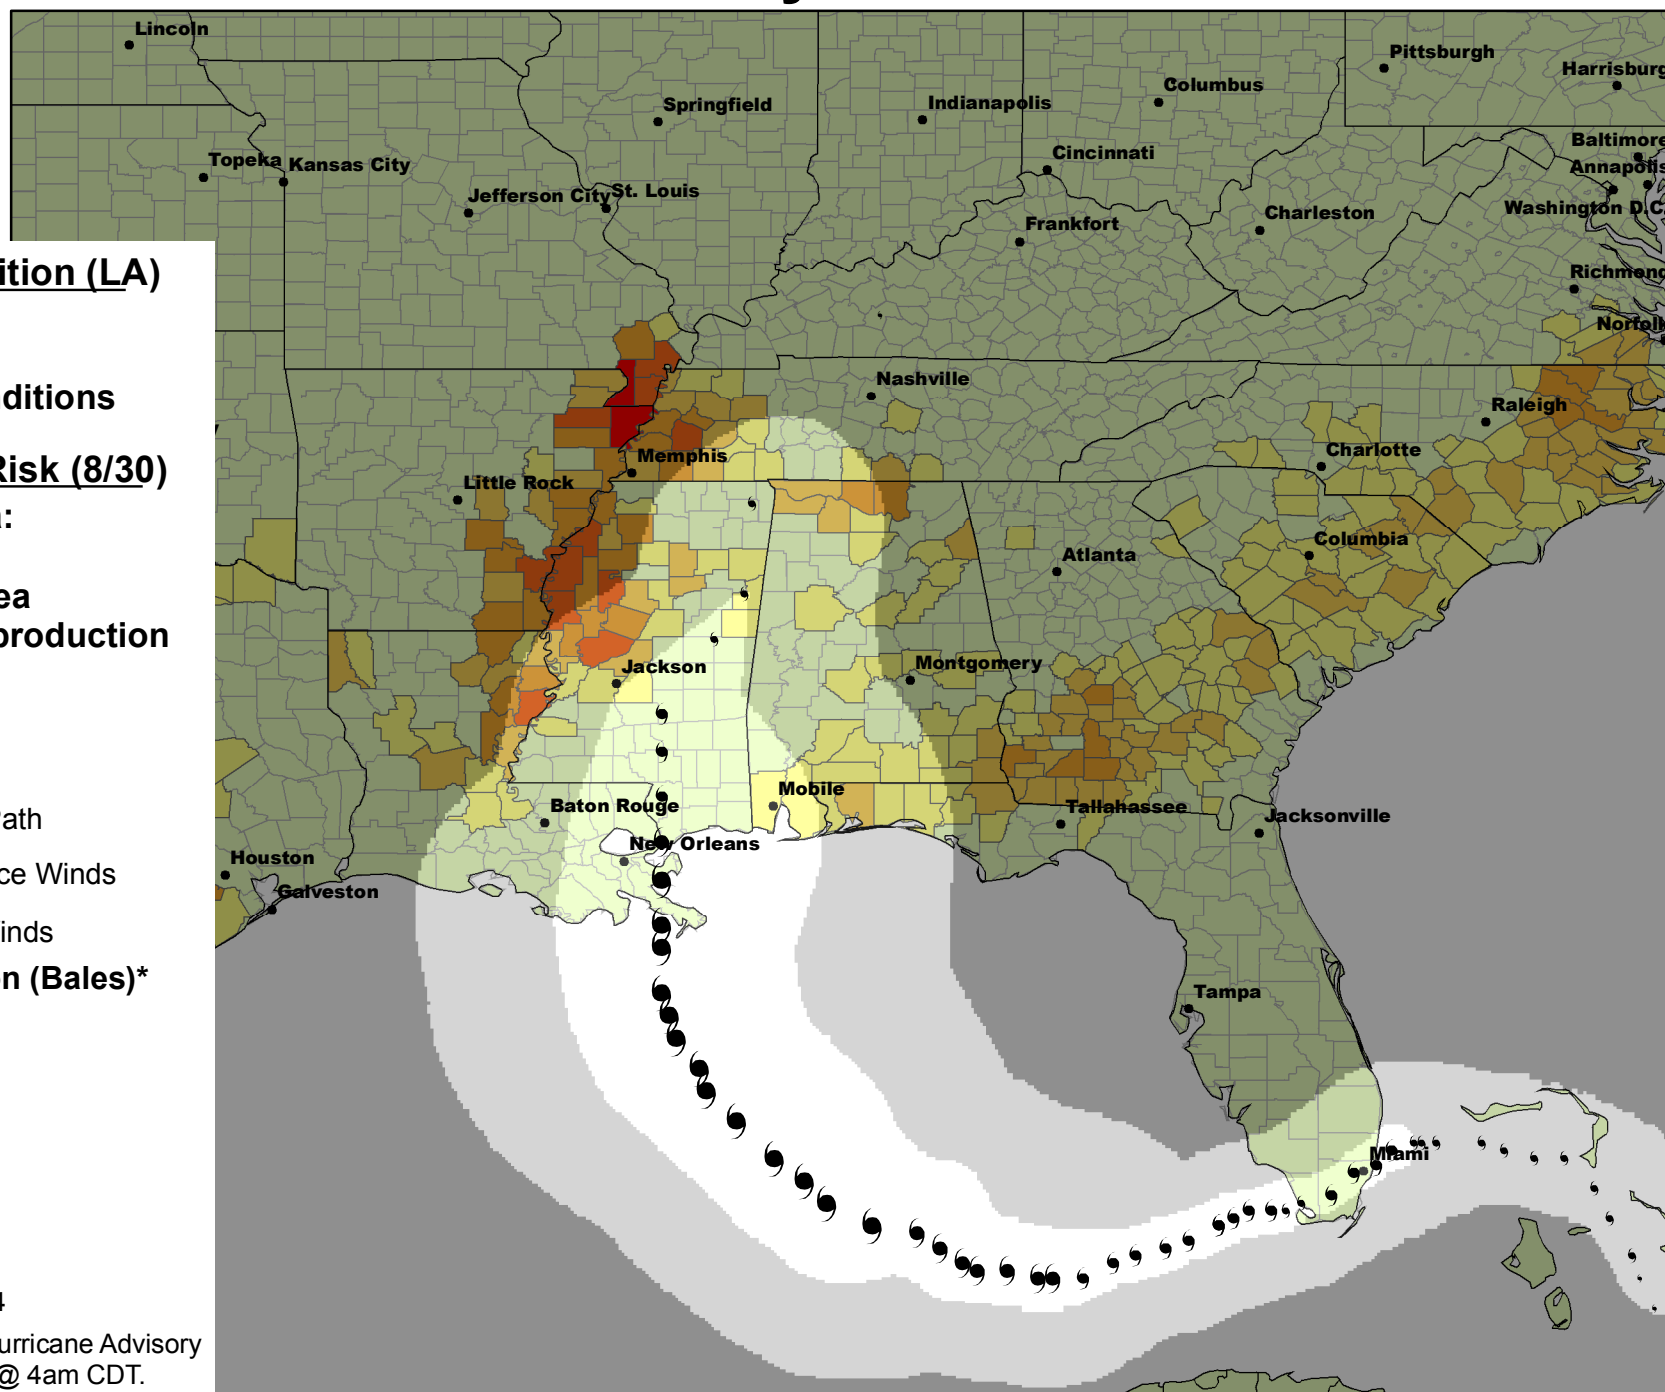 Lincoln
Pittsburgh
Harrisburg
Columbus
Springfield
Indianapolis
Baltimore
Cincinnati
Topeka
Kansas City
Annapolis
Jefferson City
St. Louis
Washington D.C.
Charleston
Frankfort
Richmond
Norfolk
ition (LA)
nditions
Risk (8/30)
a:
ea
production
Path
ce Winds
inds
on (Bales)*
4
urricane Advisory
@ 4am CDT.
Nashville
Raleigh
Charlotte
Memphis
Little Rock
Columbia
Atlanta
Montgomery
Jackson
Mobile
Baton Rouge
Tallahassee
Jacksonville
New Orleans
Houston
Galveston
Tampa
Miami